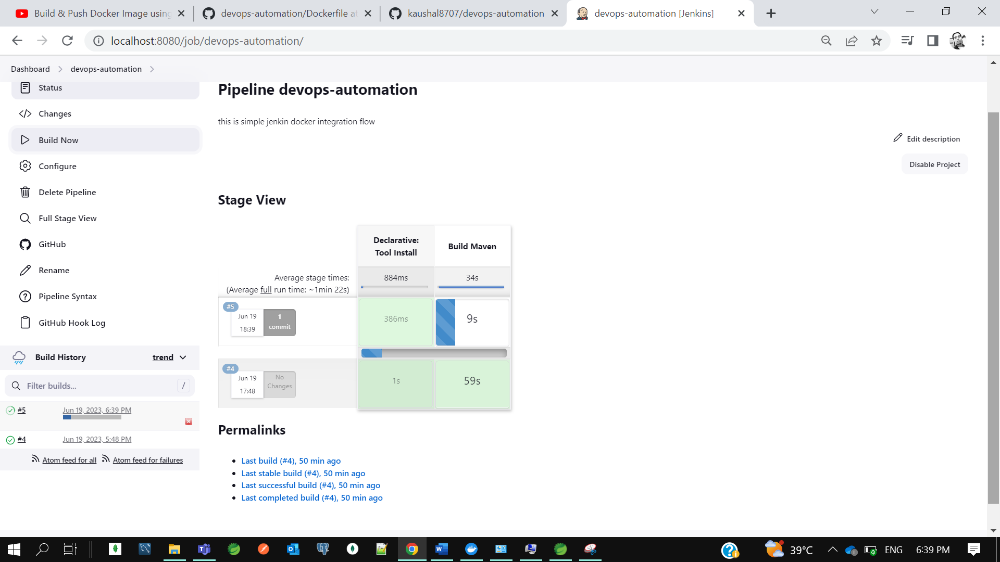 Build & Push Docker Image using
devops-automation/Dockerfile at
kaushal8707/devops-automation
devops-automation [Jenkins]
localhost:8080/job/devops-automation/
Dashboard
devops-automation
Status
Changes
Build Now
Configure
Delete Pipeline
Full Stage View
GitHub
Rename
Pipeline Syntax
GitHub Hook Log
Build History
trend
Filter builds...
/
#5
Jun 19, 2023, 6:39 PM
#4
Jun 19, 2023, 5:48 PM
Atom feed for all
Atom feed for failures
Pipeline devops-automation
this is simple jenkin docker integration flow
Edit description
Disable Project
Stage View
Declarative:
Tool Install
Build Maven
Average stage times:
(Average full run time: ~1min 22s)
884ms
34s
#5
Jun 19
18:39
1
commit
386ms
9s
#4
Jun 19
17:48
No
Changes
1s
59s
Permalinks
Last build (#4), 50 min ago
Last stable build (#4), 50 min ago
Last successful build (#4), 50 min ago
Last completed build (#4), 50 min ago
39°C
ENG
6:39 PM